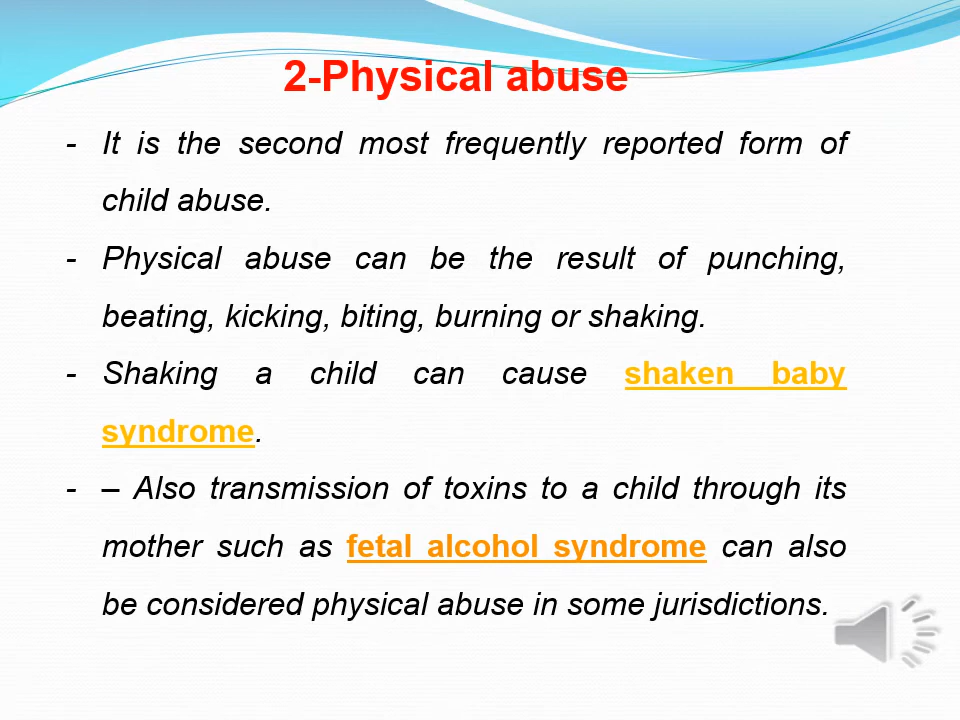 2-Physical abuse
- It is the second most frequently reported form of
child abuse.
- Physical abuse can be the result of punching,
beating, kicking, biting, burning or shaking.
- Shaking a child can cause shaken baby
syndrome.
- – Also transmission of toxins to a child through its
mother such as fetal alcohol syndrome can also
be considered physical abuse in some jurisdictions.